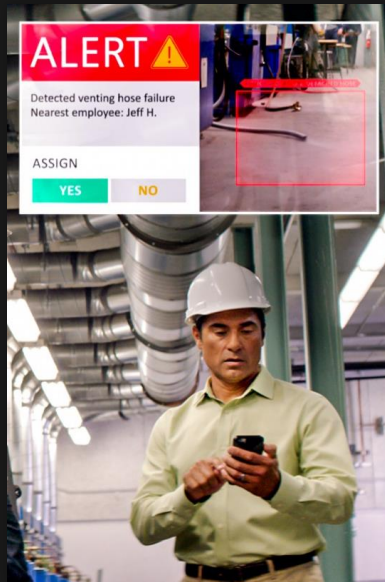 ALERT
Detected venting hose failure
Nearest employee: Jeff H.
ASSIGN
YES
NO